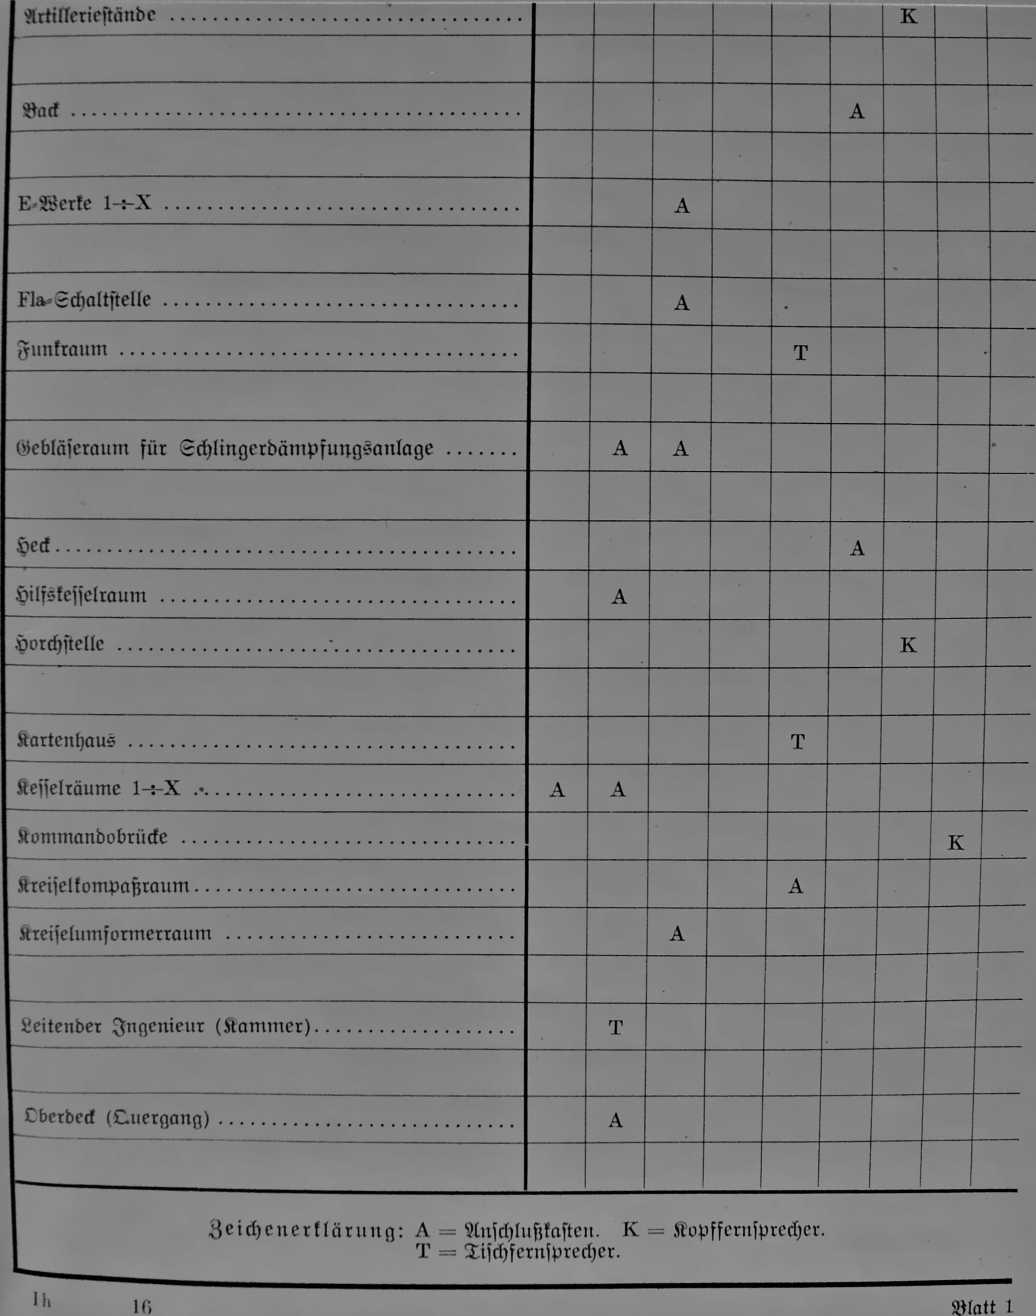 Artillerieſtände ................................. K
Back ........................................... A
E-Werke 1÷X .................................. A
Fla-Schaltſtelle .................................. A
Funkraum ...................................... T
Gebläſeraum für Schlingerdämpfungsanlage ....... A A
Heck ............................................ A
Hilfskeſſelraum .................................. A
Horchſtelle ...................................... K
Kartenhaus ..................................... T
Keſſelräume 1÷X ............................... A A
Kommandobrücke ................................ K
Kreiſelkompaßraum ............................... A
Kreiſelumformerraum ............................ A
Leitender Ingenieur (Kammer) ................... T
Oberdeck (Quergang) ............................ A
Zeichenerklärung: A = Anſchlußkaſten. K = Kopffernſprecher.
T = Tiſchfernſprecher.
Ih 16 Blatt 1